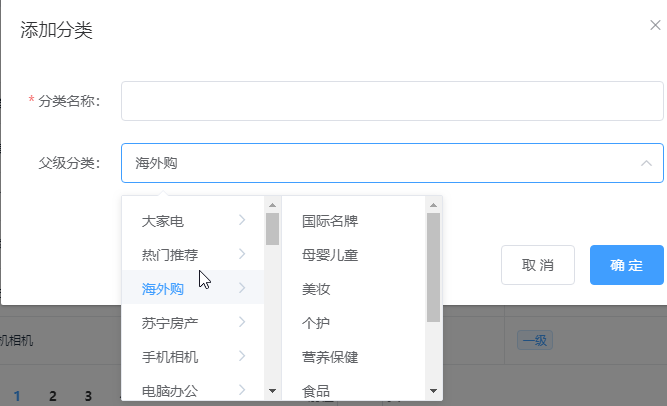 添加分类
* 分类名称:
父级分类: 海外购
大家电 国际名牌
热门推荐 母婴儿童
海外购 美妆
苏宁房产 个护
手机相机 营养保健
电脑办公 食品
取 消 确 定
机相机 一级
1 2 3